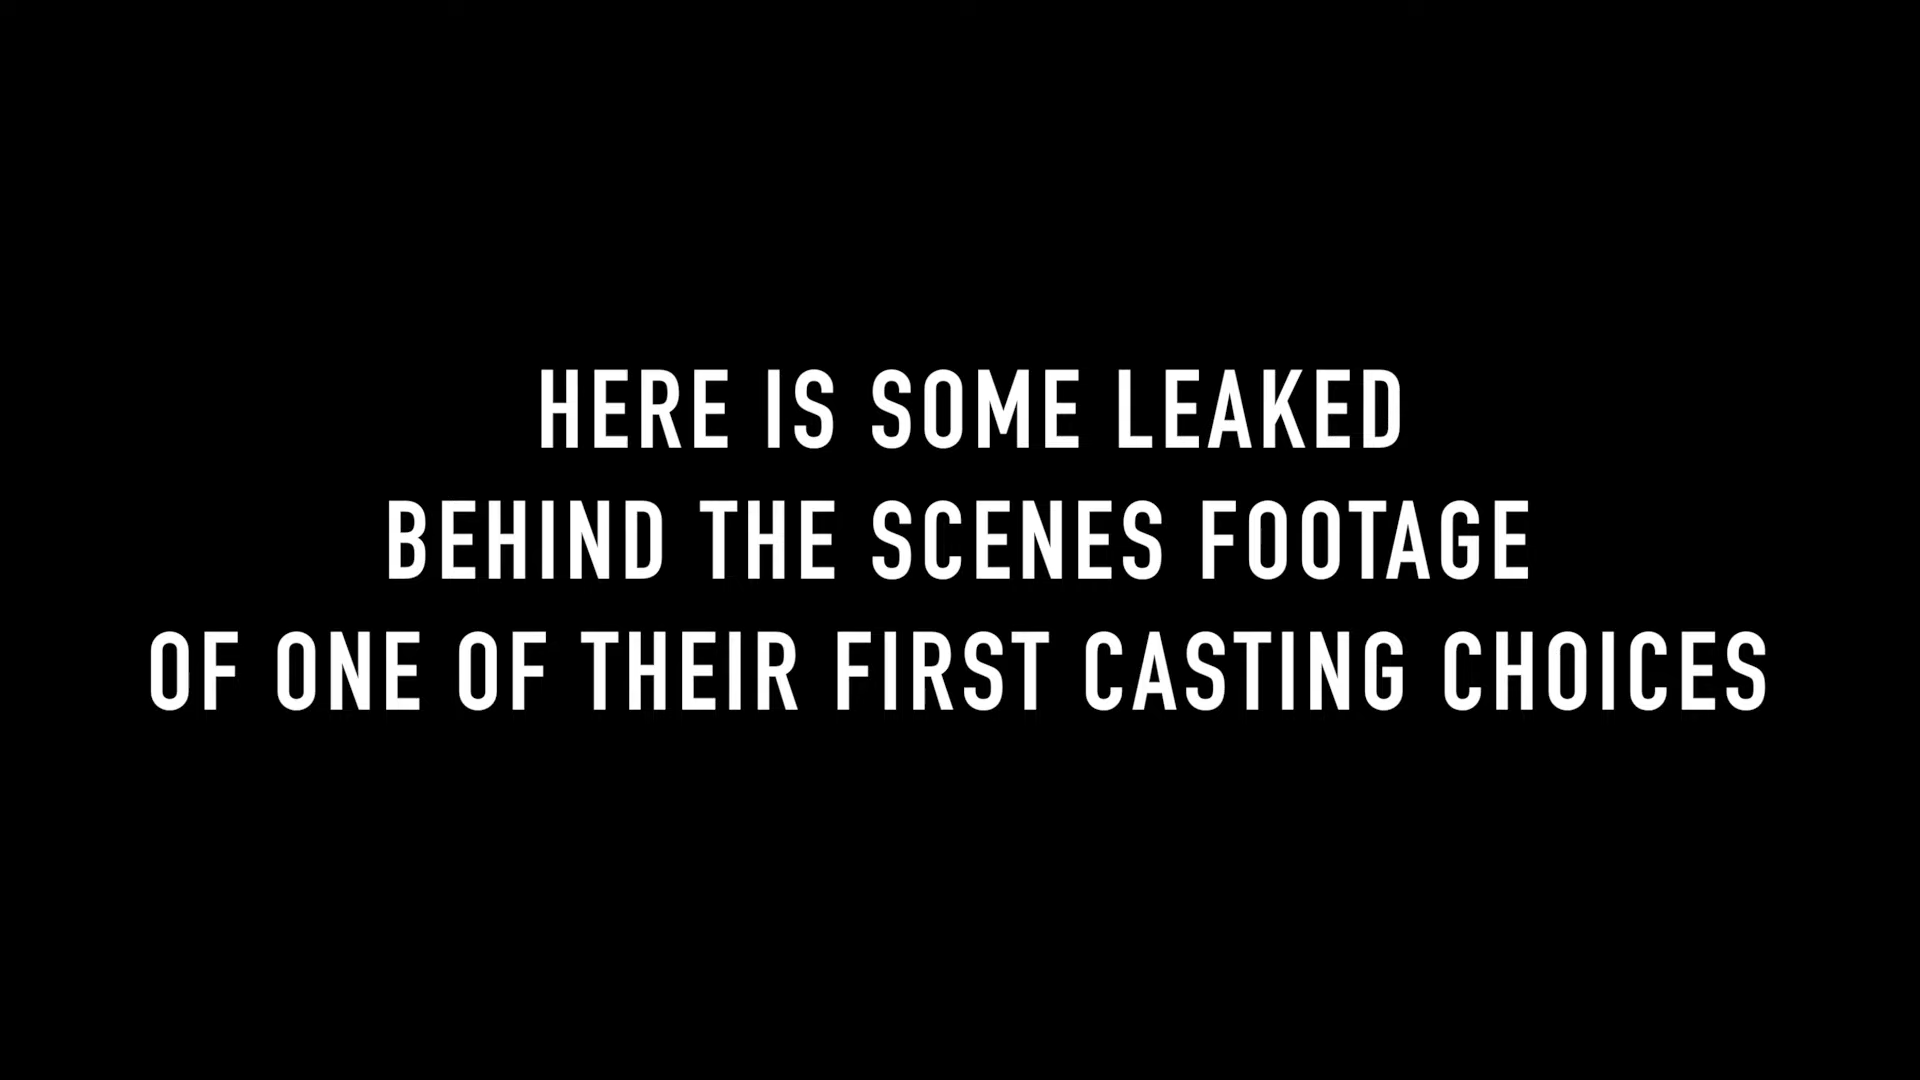 HERE IS SOME LEAKED
BEHIND THE SCENES FOOTAGE
OF ONE OF THEIR FIRST CASTING CHOICES